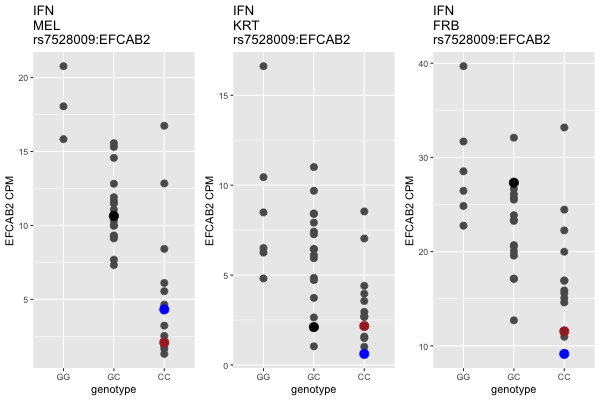 IFN
MEL
rs7528009:EFCAB2
EFCAB2 CPM
20
15
10
5
GG
GC
CC
genotype
IFN
KRT
rs7528009:EFCAB2
EFCAB2 CPM
15
10
5
0
GG
GC
CC
genotype
IFN
FRB
rs7528009:EFCAB2
EFCAB2 CPM
40
30
20
10
GG
GC
CC
genotype